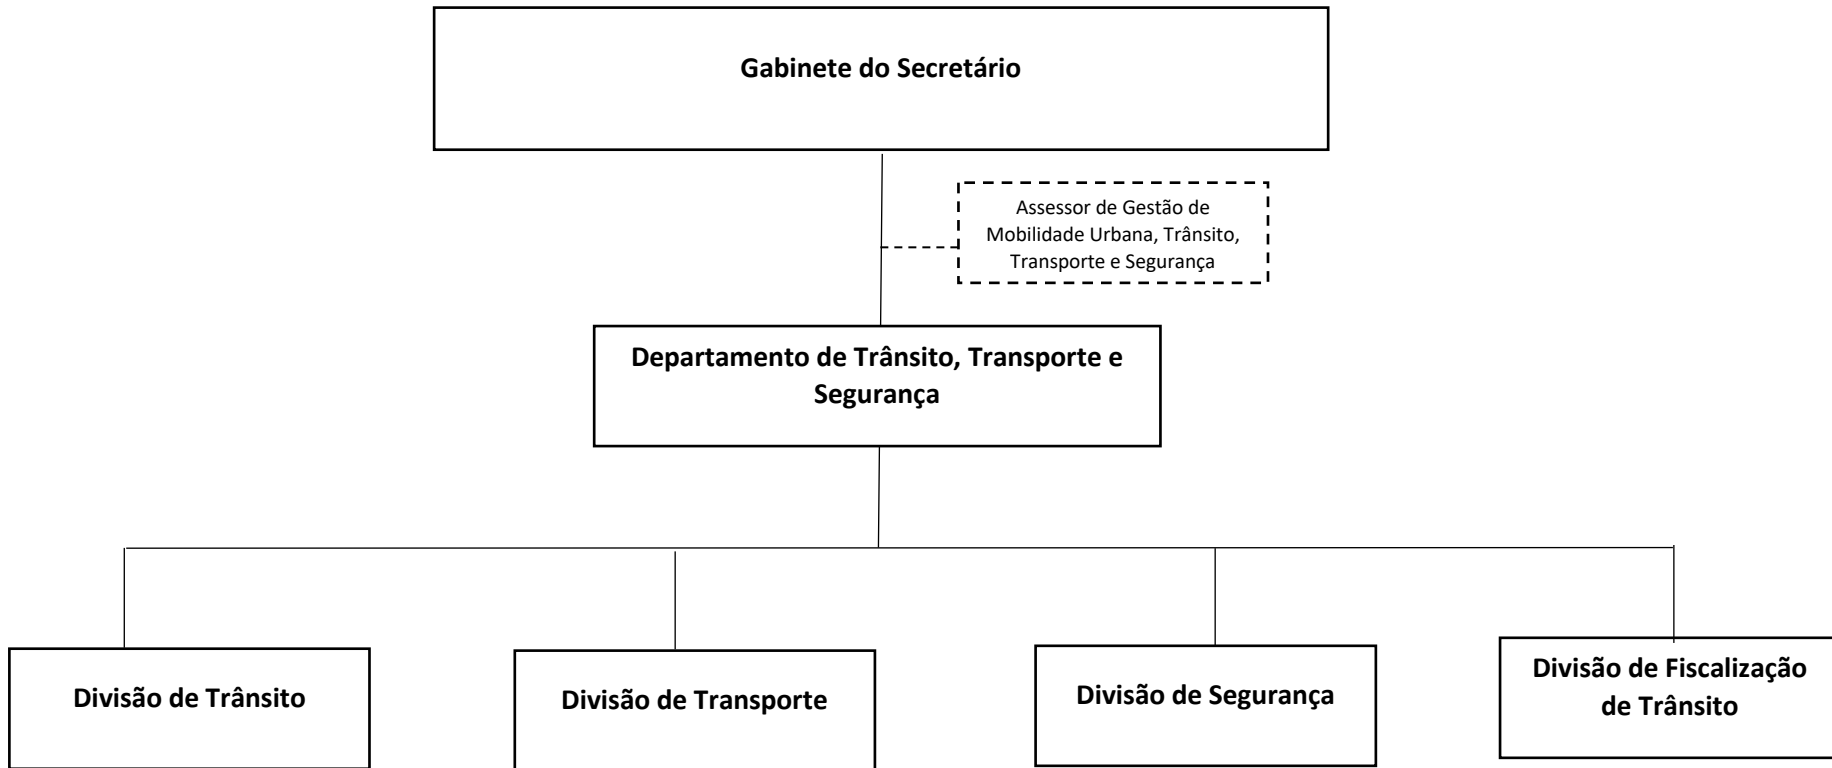 Gabinete do Secretário
Assessor de Gestão de
Mobilidade Urbana, Trânsito,
Transporte e Segurança
Departamento de Trânsito, Transporte e
Segurança
Divisão de Trânsito
Divisão de Transporte
Divisão de Segurança
Divisão de Fiscalização
de Trânsito